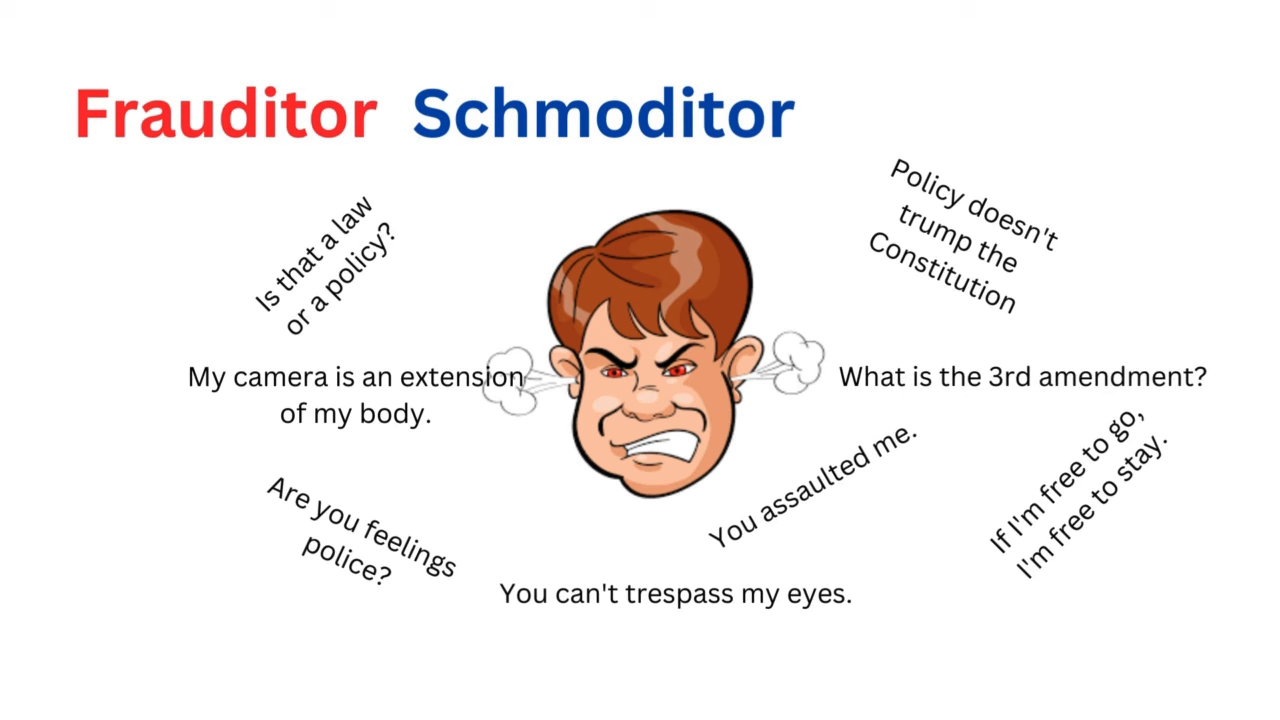 Frauditor Schmoditor
Is that a law
or a policy?
Policy doesn't
trump the
Constitution
My camera is an extension
of my body.
What is the 3rd amendment?
Are you feelings
police?
You assaulted me.
If I'm free to go,
I'm free to stay.
You can't trespass my eyes.